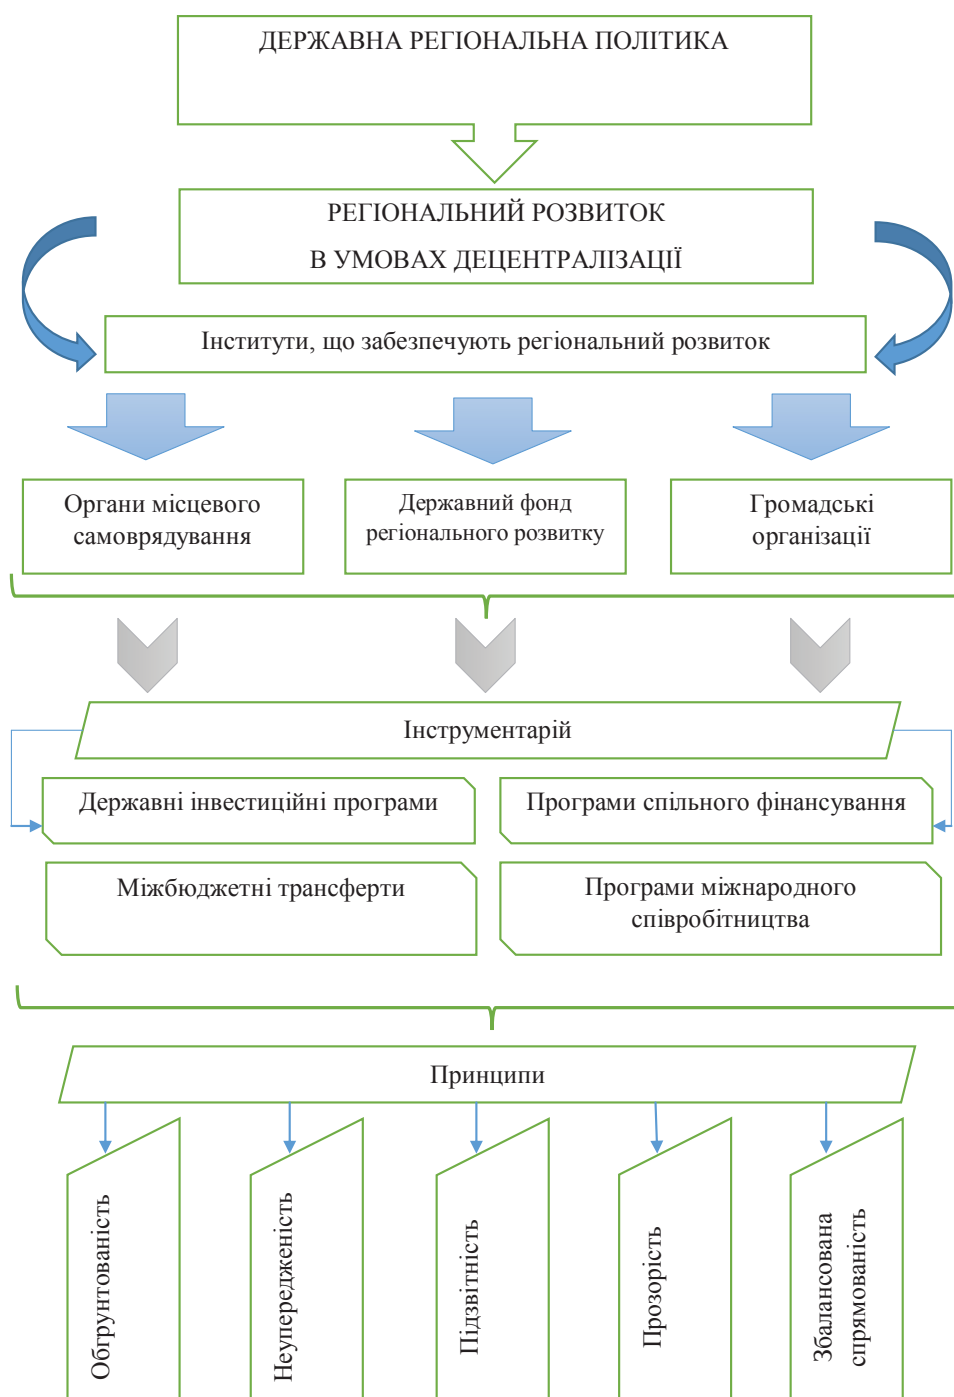 ДЕРЖАВНА РЕГІОНАЛЬНА ПОЛІТИКА
РЕГІОНАЛЬНИЙ РОЗВИТОК
В УМОВАХ ДЕЦЕНТРАЛІЗАЦІЇ
Інститути, що забезпечують регіональний розвиток
Органи місцевого
самоврядування
Державний фонд
регіонального розвитку
Громадські
організації
Інструментарій
Державні інвестиційні програми
Програми спільного фінансування
Міжбюджетні трансферти
Програми міжнародного
співробітництва
Принципи
Обґрунтованість
Неупередженість
Підзвітність
Прозорість
Збалансована
спрямованість